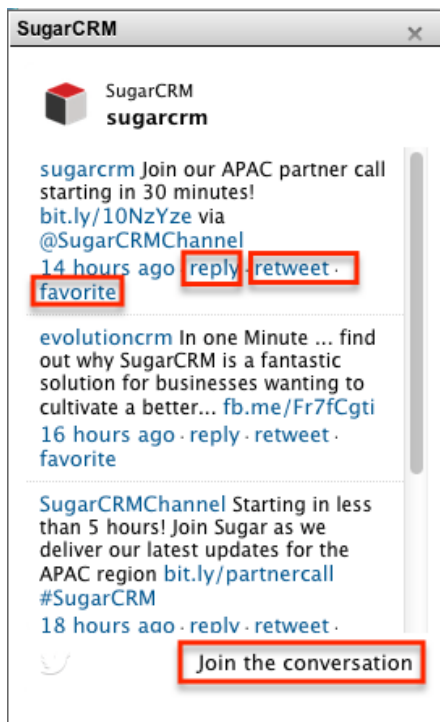 SugarCRM
SugarCRM
sugarcrm
sugarcrm Join our APAC partner call
starting in 30 minutes!
bit.ly/10NzYze via
@SugarCRMChannel
14 hours ago · reply · retweet ·
favorite
evolutioncrm In one Minute ... find
out why SugarCRM is a fantastic
solution for businesses wanting to
cultivate a better... fb.me/Fr7fCgti
16 hours ago · reply · retweet ·
favorite
SugarCRMChannel Starting in less
than 5 hours! Join Sugar as we
deliver our latest updates for the
APAC region bit.ly/partnercall
#SugarCRM
18 hours ago · reply · retweet ·
Join the conversation